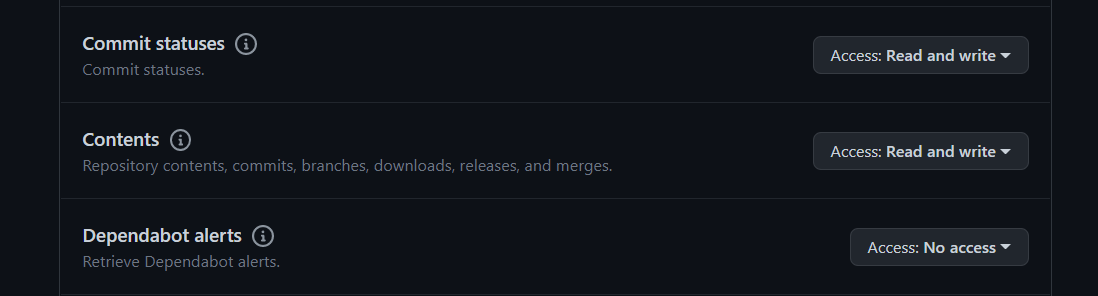 Commit statuses
Commit statuses.
Access: Read and write
Contents
Repository contents, commits, branches, downloads, releases, and merges.
Access: Read and write
Dependabot alerts
Retrieve Dependabot alerts.
Access: No access